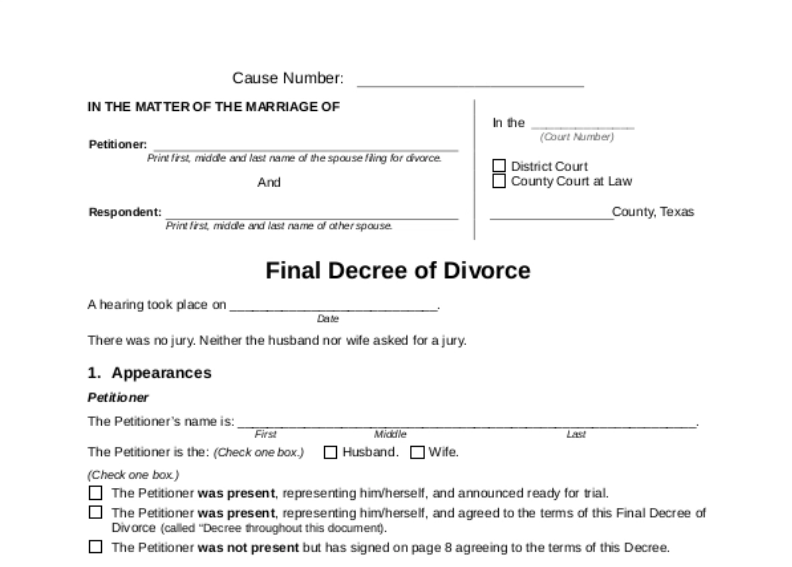 Cause Number: ____________________
IN THE MATTER OF THE MARRIAGE OF
Petitioner: ____________________
Print first, middle and last name of the spouse filing for divorce.
And
Respondent: ____________________
Print first, middle and last name of other spouse.
In the ____________________
(Court Number)
☐ District Court
☐ County Court at Law
____________________County, Texas
Final Decree of Divorce
A hearing took place on ____________________.
Date
There was no jury. Neither the husband nor wife asked for a jury.
1. Appearances
Petitioner
The Petitioner’s name is: ____________________.
First Middle Last
The Petitioner is the: (Check one box.) ☐ Husband. ☐ Wife.
(Check one box.)
☐ The Petitioner was present, representing him/herself, and announced ready for trial.
☐ The Petitioner was present, representing him/herself, and agreed to the terms of this Final Decree of
Divorce (called “Decree throughout this document).
☐ The Petitioner was not present but has signed on page 8 agreeing to the terms of this Decree.